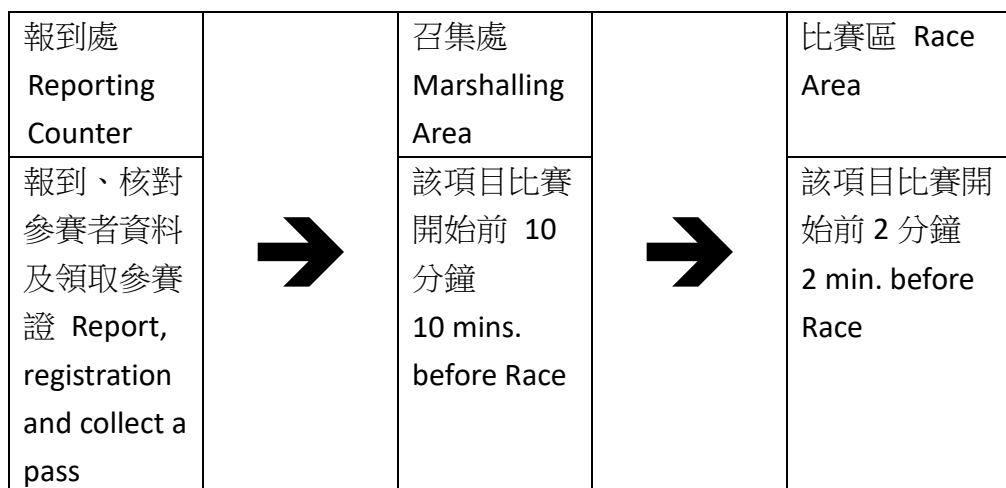 報到處
Reporting
Counter
召集處
Marshalling
Area
比賽區 Race
Area
報到、核對
參賽者資料
及領取參賽
證 Report,
registration
and collect a
pass
該項目比賽
開始前 10
分鐘
10 mins.
before Race
該項目比賽開
始前 2 分鐘
2 min. before
Race